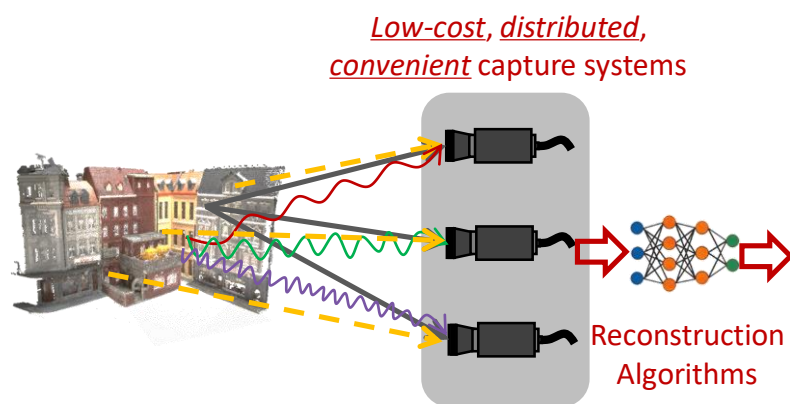 Low-cost, distributed,
convenient capture systems
Reconstruction
Algorithms